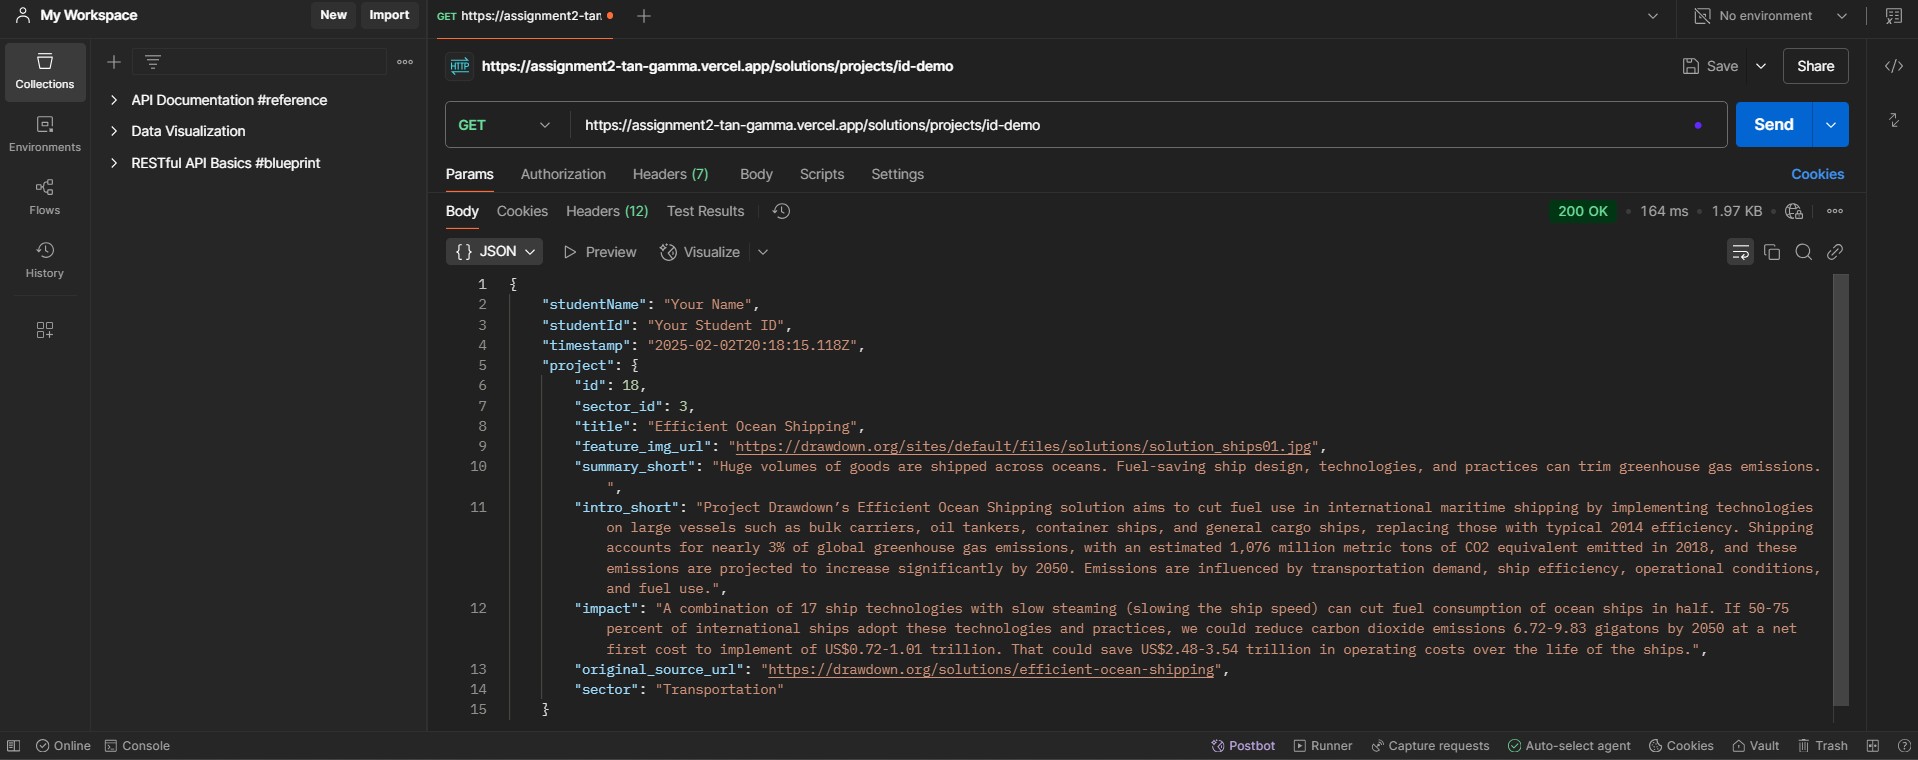 My Workspace
New
Import
GET https://assignment2-tan
No environment
Collections
Environments
Flows
History
API Documentation #reference
Data Visualization
RESTful API Basics #blueprint
HTTP
https://assignment2-tan-gamma.vercel.app/solutions/projects/id-demo
Save
Share
GET
https://assignment2-tan-gamma.vercel.app/solutions/projects/id-demo
Send
Params
Authorization
Headers (7)
Body
Scripts
Settings
Cookies
Body
Cookies
Headers (12)
Test Results
200 OK
164 ms
1.97 KB
{} JSON
Preview
Visualize
1 {
2 "studentName": "Your Name",
3 "studentId": "Your Student ID",
4 "timestamp": "2025-02-02T20:18:15.118Z",
5 "project": {
6 "id": 18,
7 "sector_id": 3,
8 "title": "Efficient Ocean Shipping",
9 "feature_img_url": "https://drawdown.org/sites/default/files/solutions/solution_ships01.jpg",
10 "summary_short": "Huge volumes of goods are shipped across oceans. Fuel-saving ship design, technologies, and practices can trim greenhouse gas emissions.
",
11 "intro_short": "Project Drawdown’s Efficient Ocean Shipping solution aims to cut fuel use in international maritime shipping by implementing technologies
on large vessels such as bulk carriers, oil tankers, container ships, and general cargo ships, replacing those with typical 2014 efficiency. Shipping
accounts for nearly 3% of global greenhouse gas emissions, with an estimated 1,076 million metric tons of CO2 equivalent emitted in 2018, and these
emissions are projected to increase significantly by 2050. Emissions are influenced by transportation demand, ship efficiency, operational conditions,
and fuel use.",
12 "impact": "A combination of 17 ship technologies with slow steaming (slowing the ship speed) can cut fuel consumption of ocean ships in half. If 50-75
percent of international ships adopt these technologies and practices, we could reduce carbon dioxide emissions 6.72-9.83 gigatons by 2050 at a net
first cost to implement of US$0.72-1.01 trillion. That could save US$2.48-3.54 trillion in operating costs over the life of the ships.",
13 "original_source_url": "https://drawdown.org/solutions/efficient-ocean-shipping",
14 "sector": "Transportation"
15 }
Online
Console
Postbot
Runner
Capture requests
Auto-select agent
Cookies
Vault
Trash